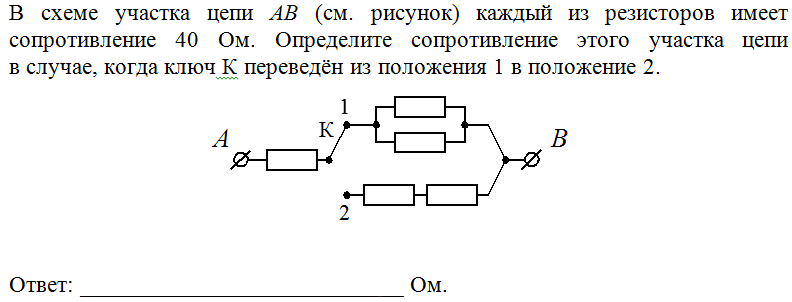 В схеме участка цепи AB (см. рисунок) каждый из резисторов имеет
сопротивление 40 Ом. Определите сопротивление этого участка цепи
в случае, когда ключ К переведён из положения 1 в положение 2.
1
A
К
B
2
Ответ: ____________________________ Ом.